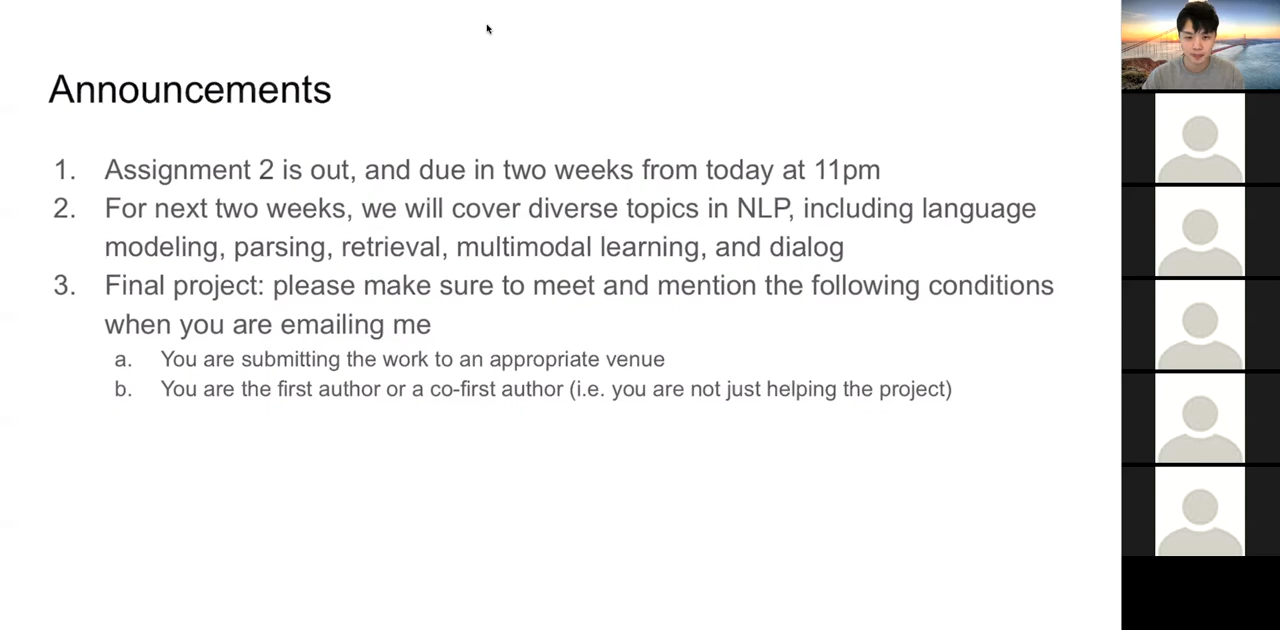 Announcements
1. Assignment 2 is out, and due in two weeks from today at 11pm
2. For next two weeks, we will cover diverse topics in NLP, including language
modeling, parsing, retrieval, multimodal learning, and dialog
3. Final project: please make sure to meet and mention the following conditions
when you are emailing me
a. You are submitting the work to an appropriate venue
b. You are the first author or a co-first author (i.e. you are not just helping the project)